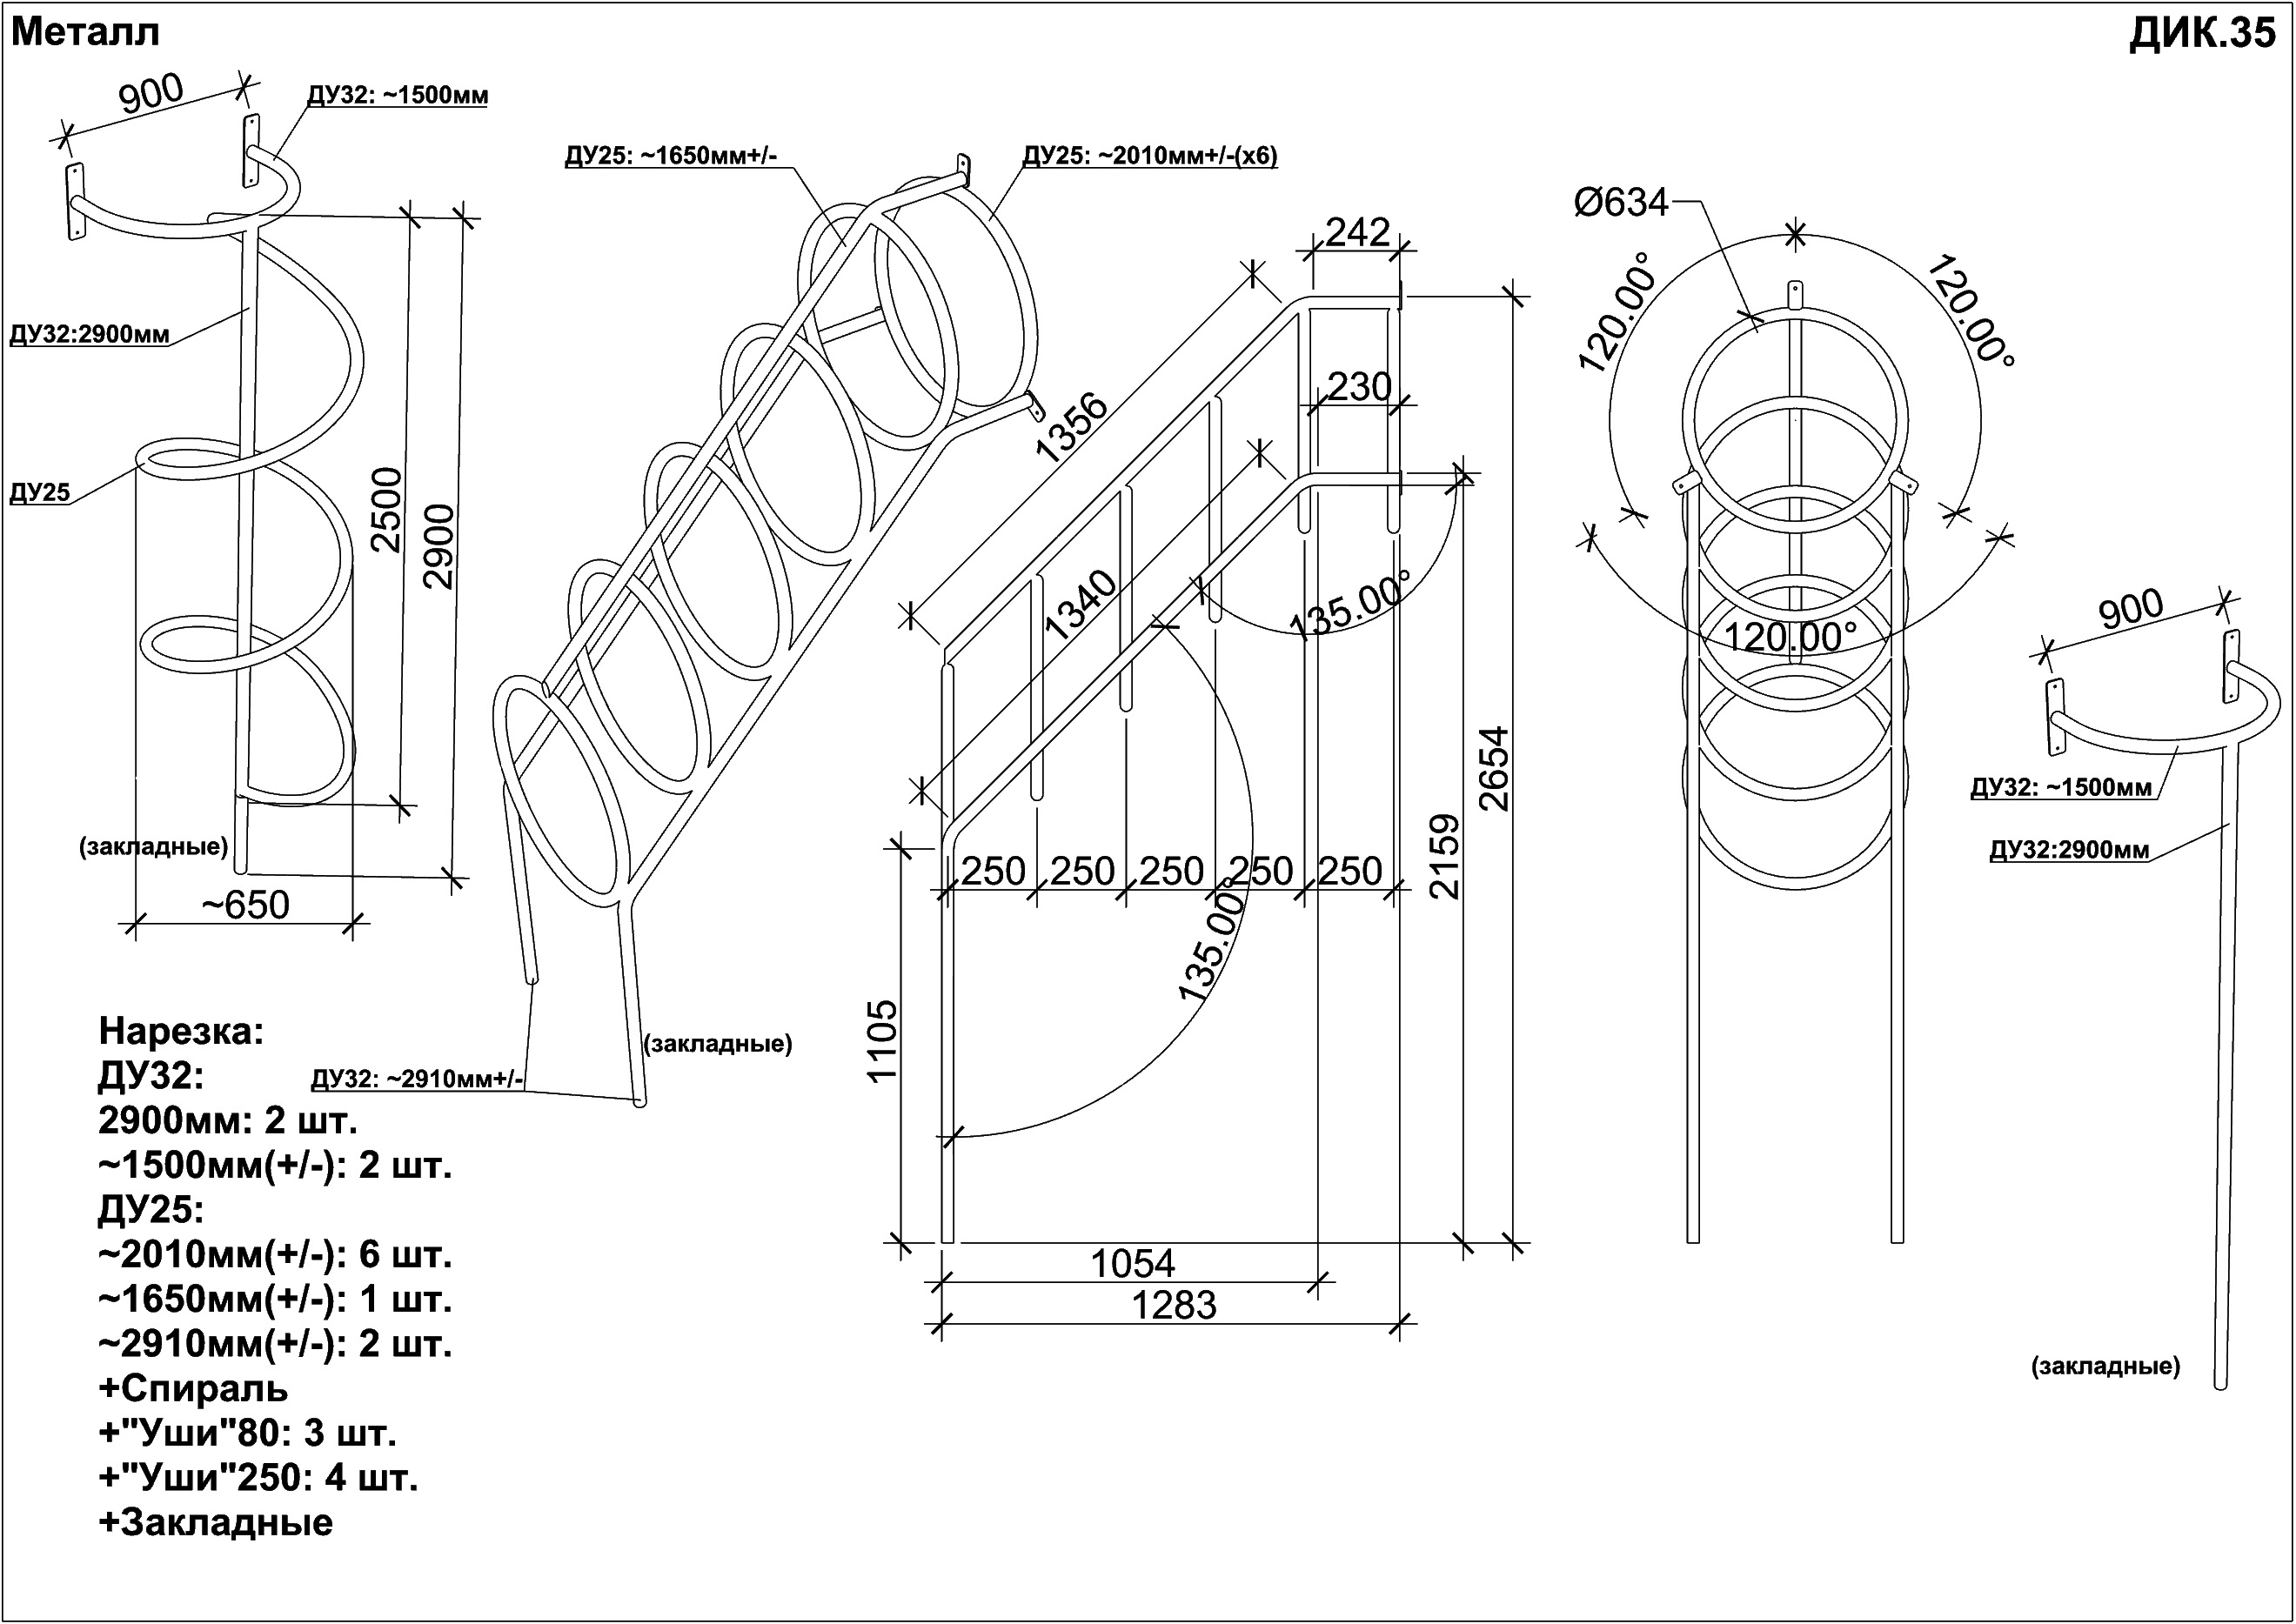 Металл
ДИК.35
900
ДУ32: ~1500мм
ДУ32:2900мм
ДУ25
2500
2900
(закладные)
~650
ДУ25: ~1650мм+/-
ДУ25: ~2010мм+/-(х6)
(закладные)
ДУ32: ~2910мм+/-
242
230
1356
1340
135.00°
135.00°
250
250
250
250
250
1105
2159
2654
1054
1283
Ø634
120.00°
120.00°
120.00°
900
ДУ32: ~1500мм
ДУ32:2900мм
(закладные)
Нарезка:
ДУ32:
2900мм: 2 шт.
~1500мм(+/-): 2 шт.
ДУ25:
~2010мм(+/-): 6 шт.
~1650мм(+/-): 1 шт.
~2910мм(+/-): 2 шт.
+Спираль
+"Уши"80: 3 шт.
+"Уши"250: 4 шт.
+Закладные